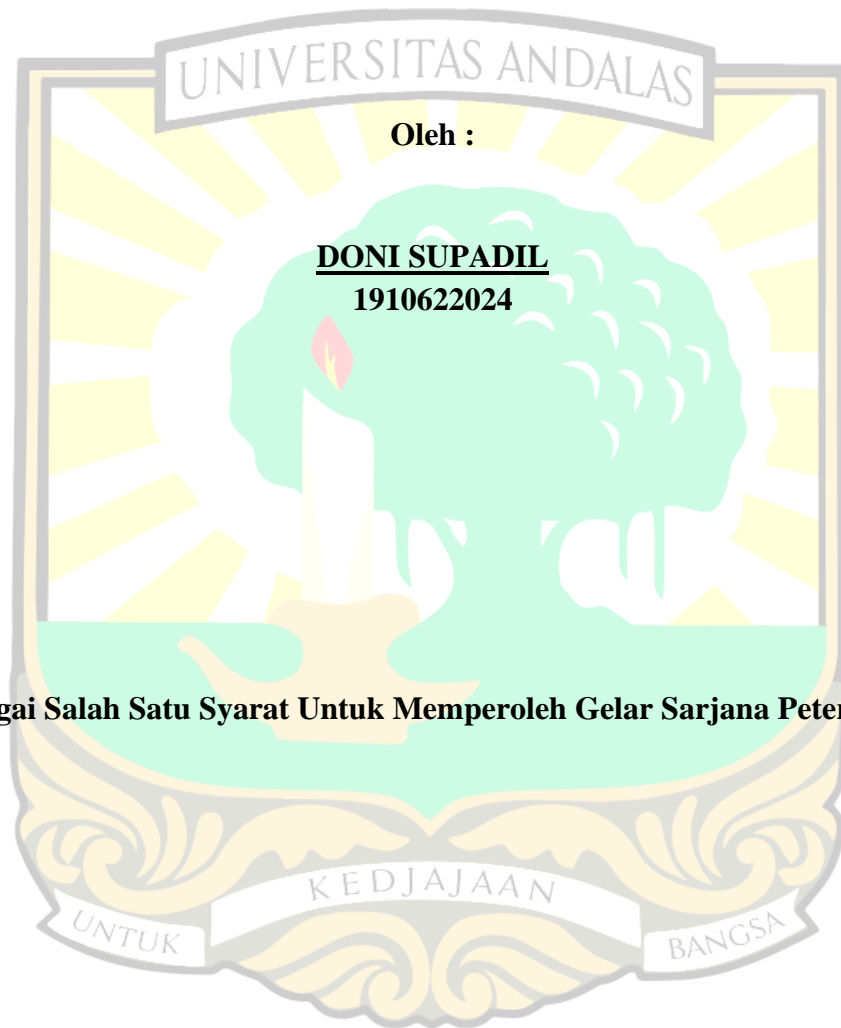 UNIVERSITAS ANDALAS
Oleh :
DONI SUPADIL
1910622024
gai Salah Satu Syarat Untuk Memperoleh Gelar Sarjana Peter
KEDJAJAAN
UNTUK BANGSA